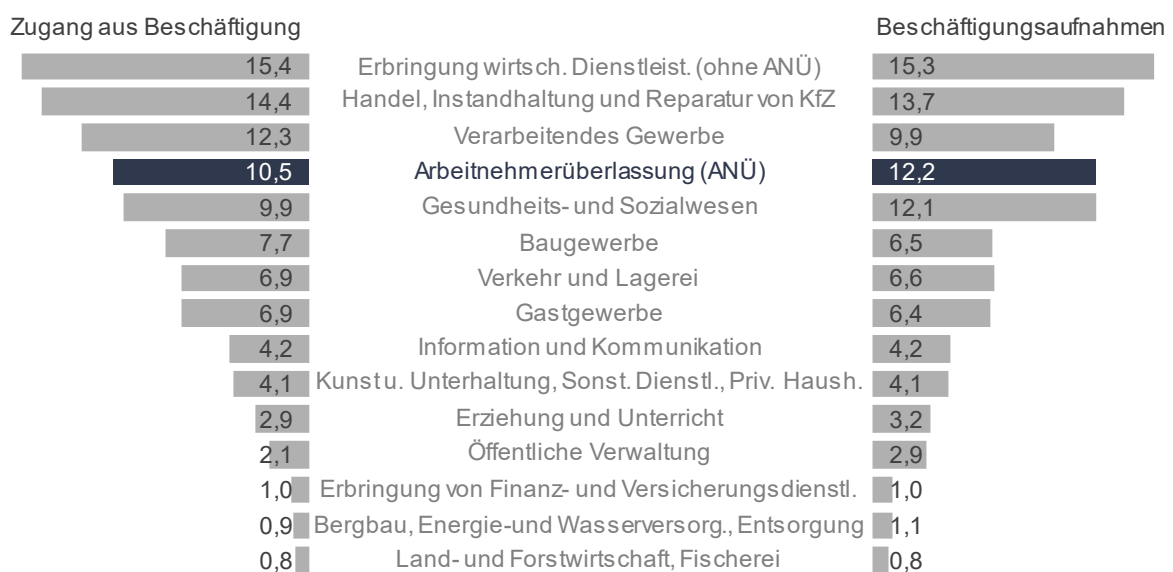 Zugang aus Beschäftigung Beschäftigungsaufnahmen
15,4 Erbringung wirtsch. Dienstleist. (ohne ANÜ) 15,3
14,4 Handel, Instandhaltung und Reparatur von KfZ 13,7
12,3 Verarbeitendes Gewerbe 9,9
10,5 Arbeitnehmerüberlassung (ANÜ) 12,2
9,9 Gesundheits- und Sozialwesen 12,1
7,7 Baugewerbe 6,5
6,9 Verkehr und Lagerei 6,6
6,9 Gastgewerbe 6,4
4,2 Information und Kommunikation 4,2
4,1 Kunst u. Unterhaltung, Sonst. Dienstl., Priv. Haush. 4,1
2,9 Erziehung und Unterricht 3,2
2,1 Öffentliche Verwaltung 2,9
1,0 Erbringung von Finanz- und Versicherungsdienstl. 1,0
0,9 Bergbau, Energie-und Wasserversorg., Entsorgung 1,1
0,8 Land- und Forstwirtschaft, Fischerei 0,8